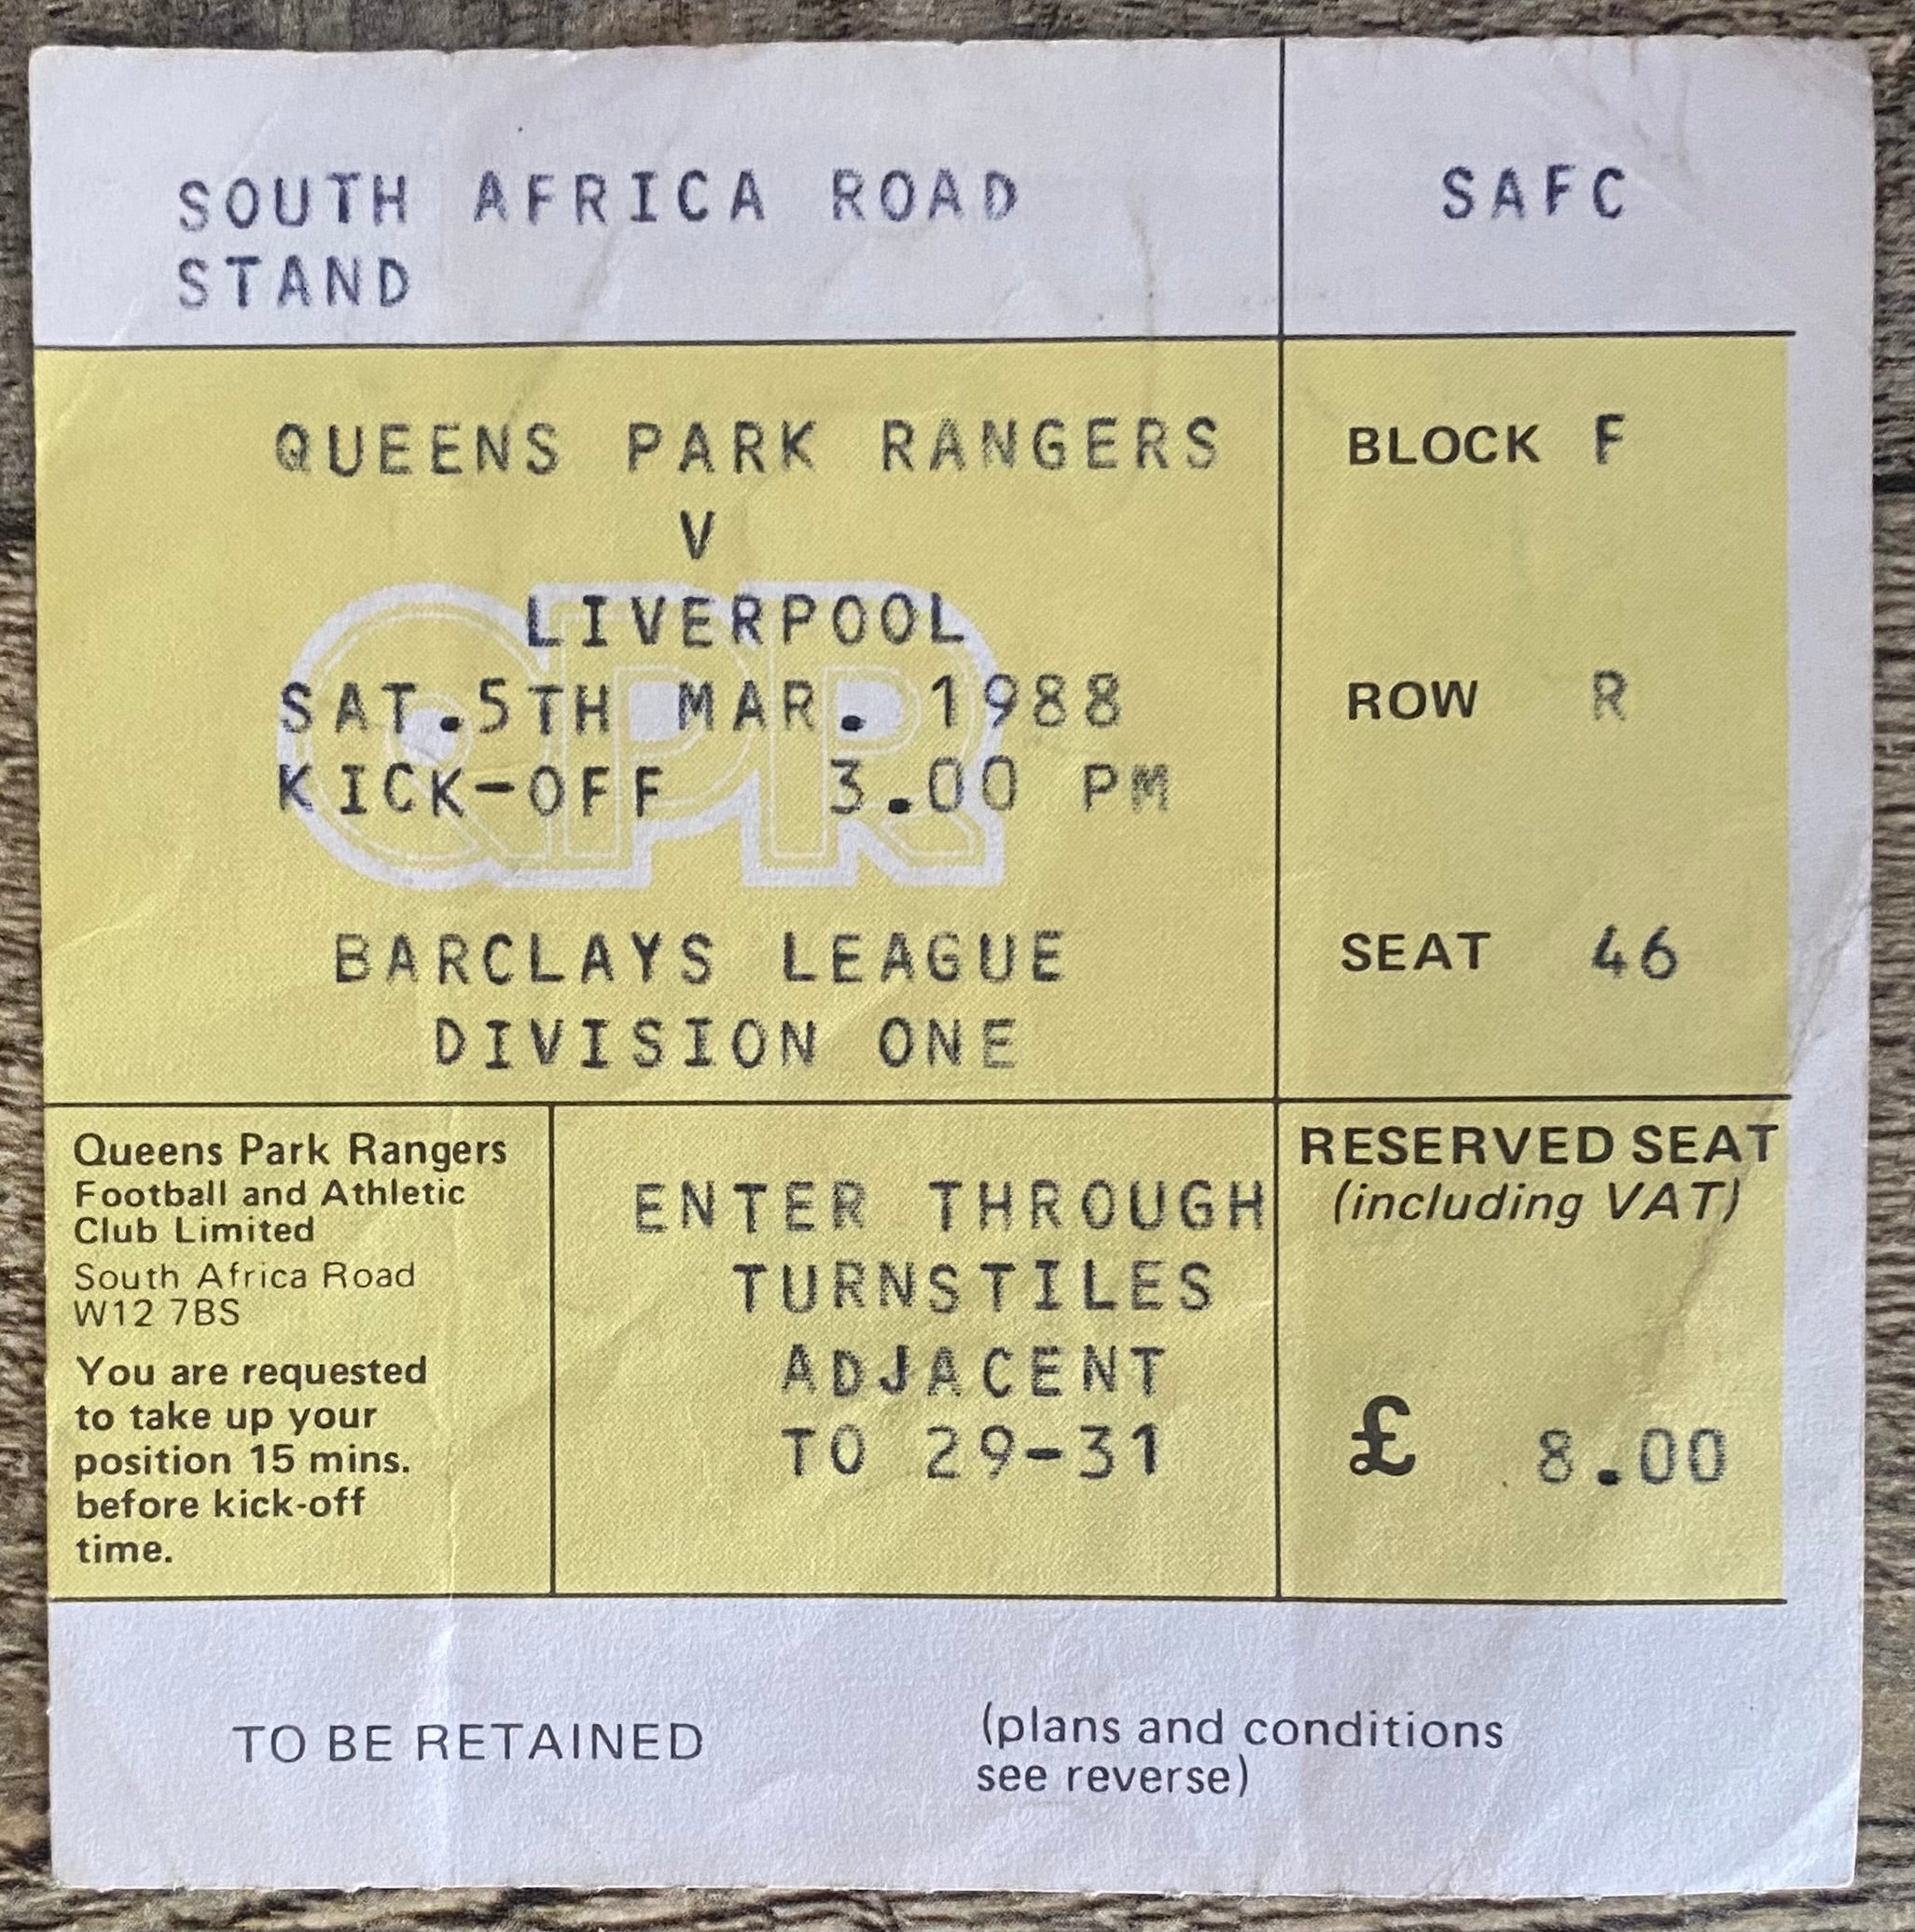 SOUTH AFRICA ROAD
STAND
SAFC
QUEENS PARK RANGERS
V
LIVERPOOL
SAT.5TH MAR. 1988
KICK-OFF 3.00 PM
QPR
BARCLAYS LEAGUE
DIVISION ONE
BLOCK F
ROW R
SEAT 46
Queens Park Rangers
Football and Athletic
Club Limited
South Africa Road
W12 7BS
You are requested
to take up your
position 15 mins.
before kick-off
time.
ENTER THROUGH
TURNSTILES
ADJACENT
TO 29-31
RESERVED SEAT
(including VAT)
£ 8.00
TO BE RETAINED
(plans and conditions
see reverse)